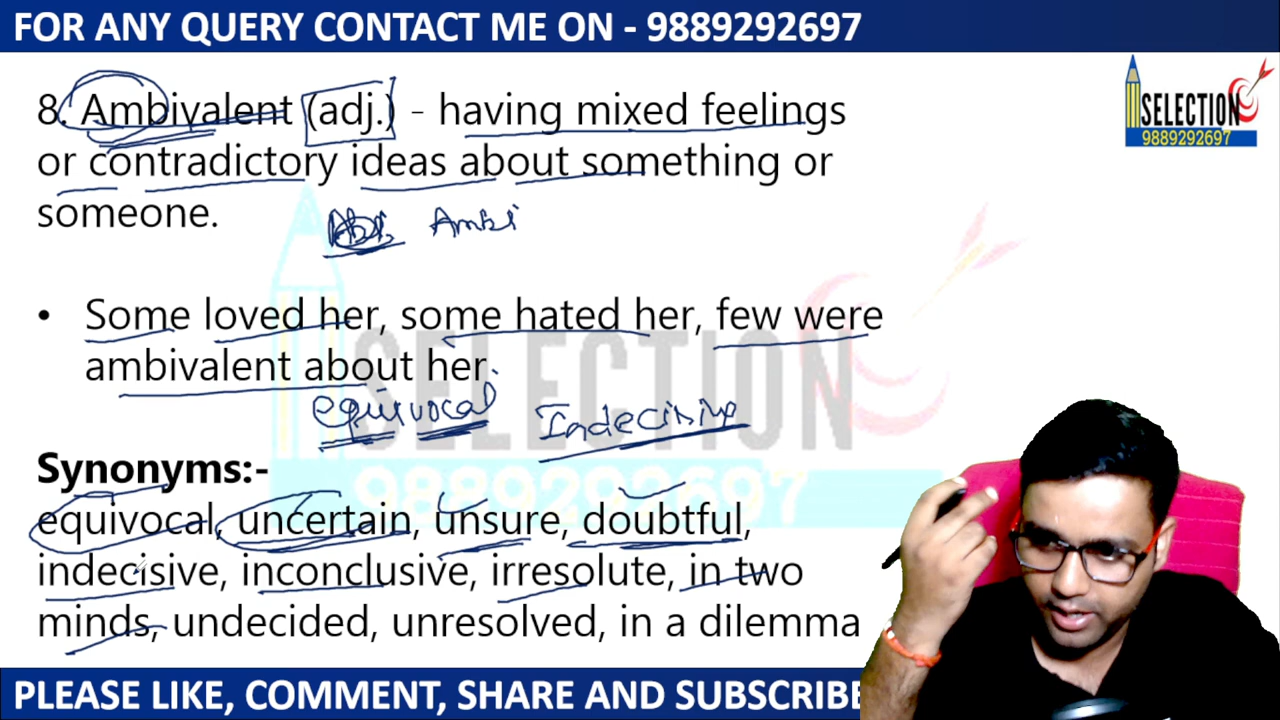 FOR ANY QUERY CONTACT ME ON - 9889292697
SELECTION
9889292697
8. Ambivalent (adj.) - having mixed feelings
or contradictory ideas about something or
someone.
Ambi
• Some loved her, some hated her, few were
ambivalent about her.
equivocal Indecisive
SELECTION
9889292697
Synonyms:-
equivocal, uncertain, unsure, doubtful,
indecisive, inconclusive, irresolute, in two
minds, undecided, unresolved, in a dilemma
PLEASE LIKE, COMMENT, SHARE AND SUBSCRIBE